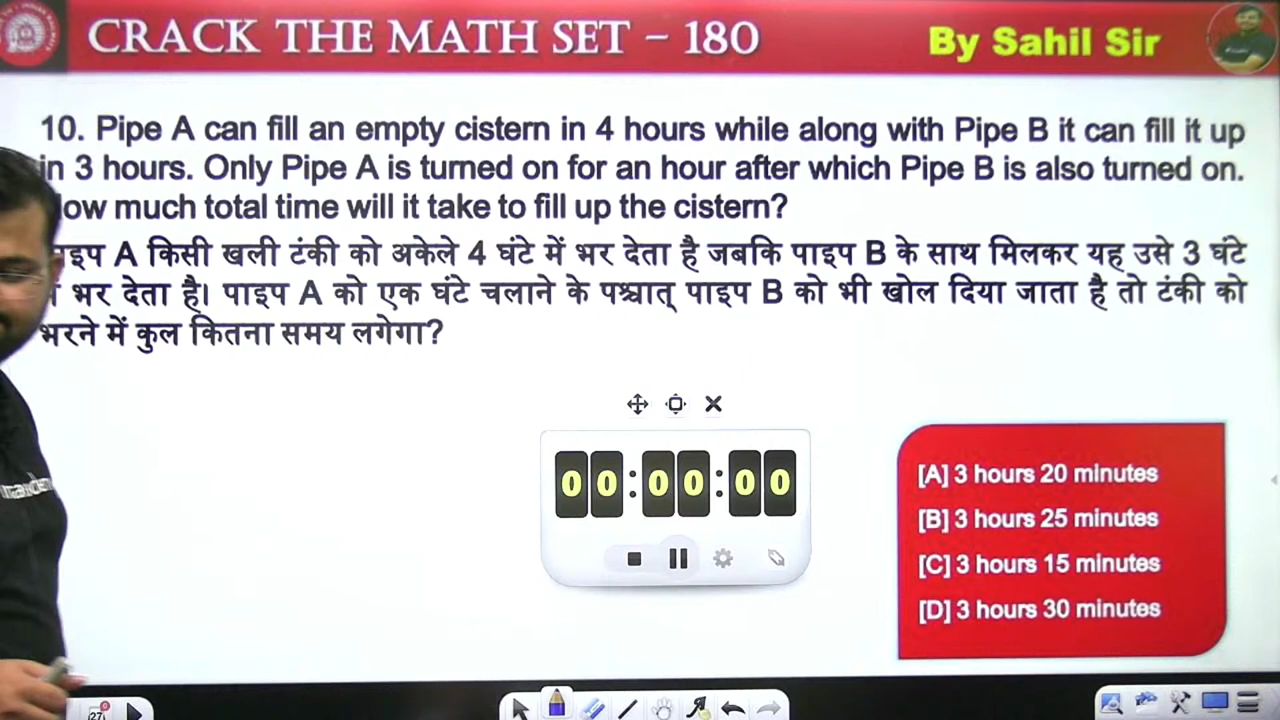 CRACK THE MATH SET – 180
By Sahil Sir
10. Pipe A can fill an empty cistern in 4 hours while along with Pipe B it can fill it up
in 3 hours. Only Pipe A is turned on for an hour after which Pipe B is also turned on.
ow much total time will it take to fill up the cistern?
इप A किसी खली टंकी को अकेले 4 घंटे में भर देता है जबकि पाइप B के साथ मिलकर यह उसे 3 घंटे
भर देता है। पाइप A को एक घंटे चलाने के पश्चात् पाइप B को भी खोल दिया जाता है तो टंकी को
भरने में कुल कितना समय लगेगा?
00:00:00
[A] 3 hours 20 minutes
[B] 3 hours 25 minutes
[C] 3 hours 15 minutes
[D] 3 hours 30 minutes